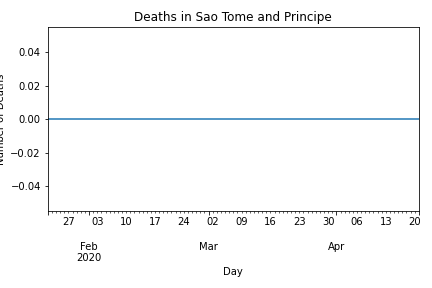 Deaths in Sao Tome and Principe
0.04
0.02
0.00
−0.02
−0.04
Number of Deaths
27 03 10 17 24 02 09 16 23 30 06 13 20
Feb Mar Apr
2020
Day